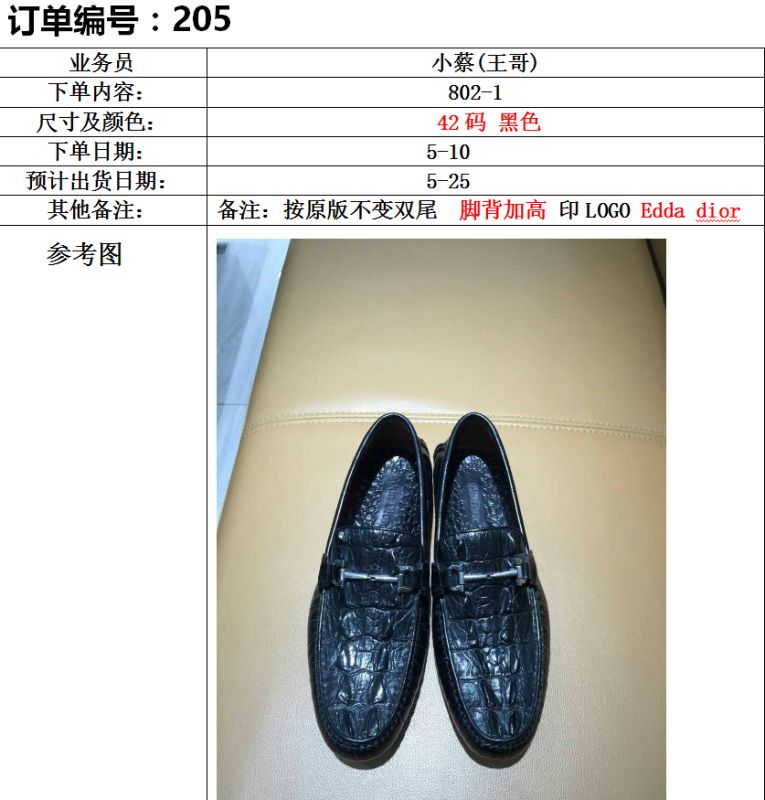 订单编号：205
业务员 小蔡(王哥)
下单内容： 802-1
尺寸及颜色： 42码 黑色
下单日期： 5-10
预计出货日期： 5-25
其他备注： 备注：按原版不变双尾 脚背加高 印LOGO Edda dior
参考图